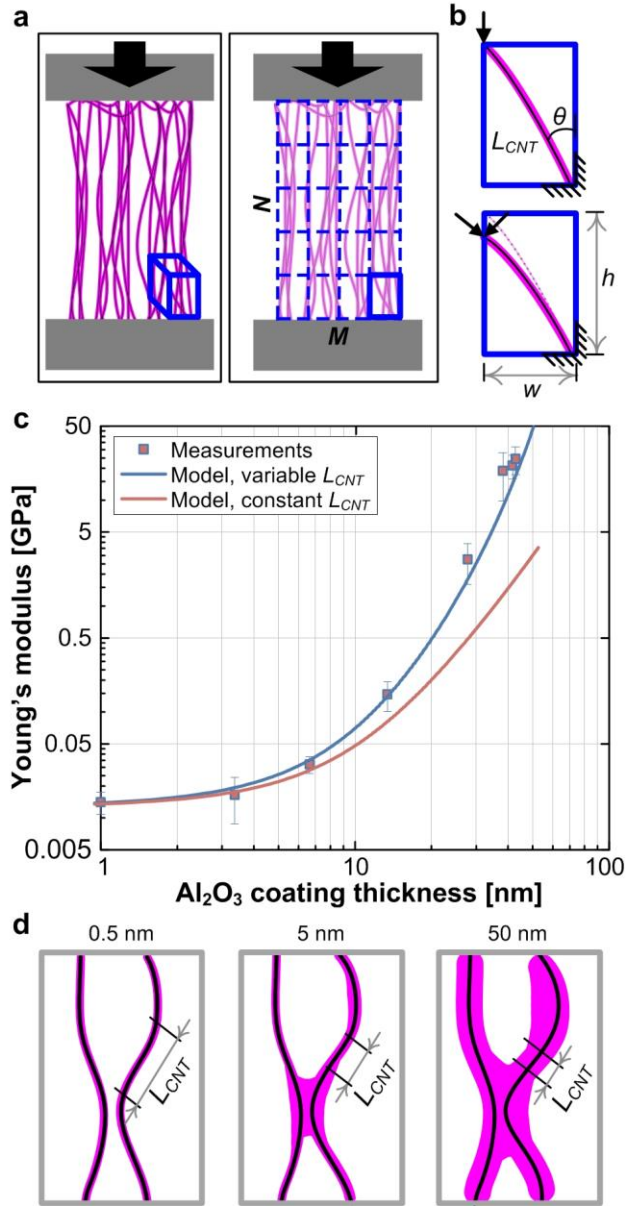 a
b
N
M
L_CNT
θ
h
w
c
50
5
0.5
0.05
0.005
Young's modulus [GPa]
Measurements
Model, variable L_CNT
Model, constant L_CNT
1
10
100
Al₂O₃ coating thickness [nm]
d
0.5 nm
5 nm
50 nm
L_CNT
L_CNT
L_CNT